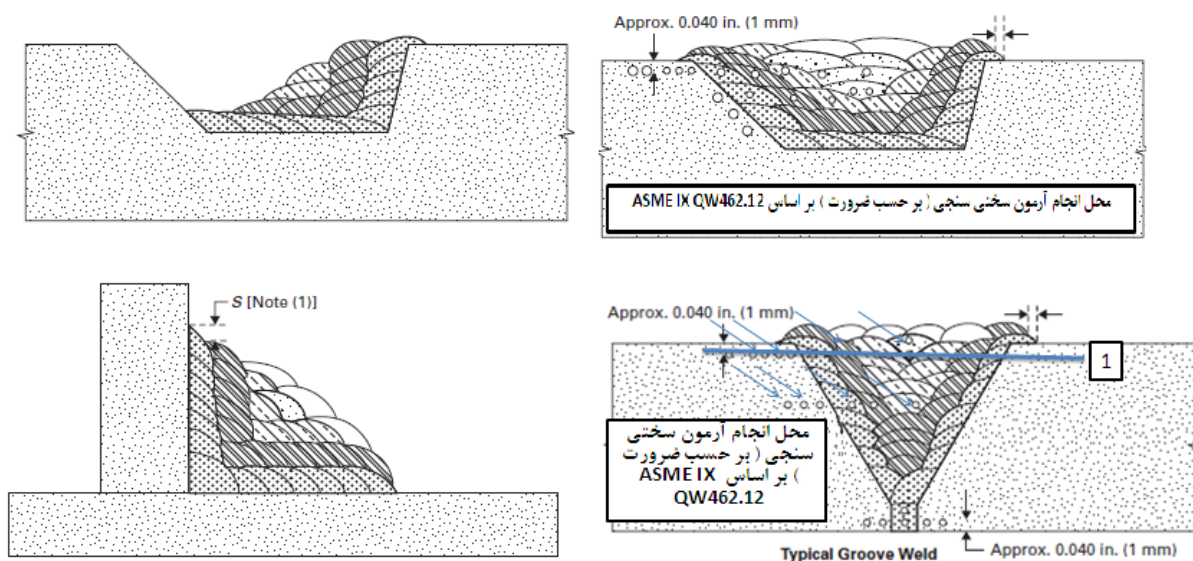 Approx. 0.040 in. (1 mm)
محل انجام آزمون سختی سنجی ( بر حسب ضرورت ) بر اساس ASME IX QW462.12
S [Note (1)]
Approx. 0.040 in. (1 mm)
1
محل انجام آزمون سختی
سنجی ( بر حسب ضرورت
) بر اساس ASME IX
QW462.12
Typical Groove Weld
Approx. 0.040 in. (1 mm)